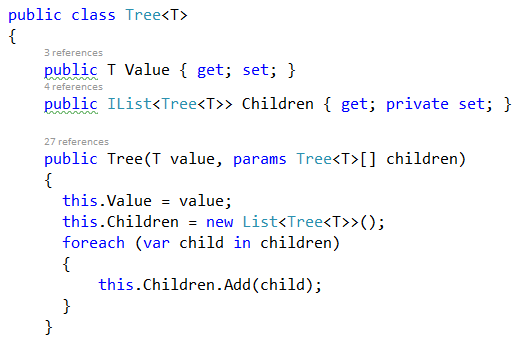 public class Tree<T>
{
3 references
public T Value { get; set; }
4 references
public IList<Tree<T>> Children { get; private set; }
27 references
public Tree(T value, params Tree<T>[] children)
{
this.Value = value;
this.Children = new List<Tree<T>>();
foreach (var child in children)
{
this.Children.Add(child);
}
}